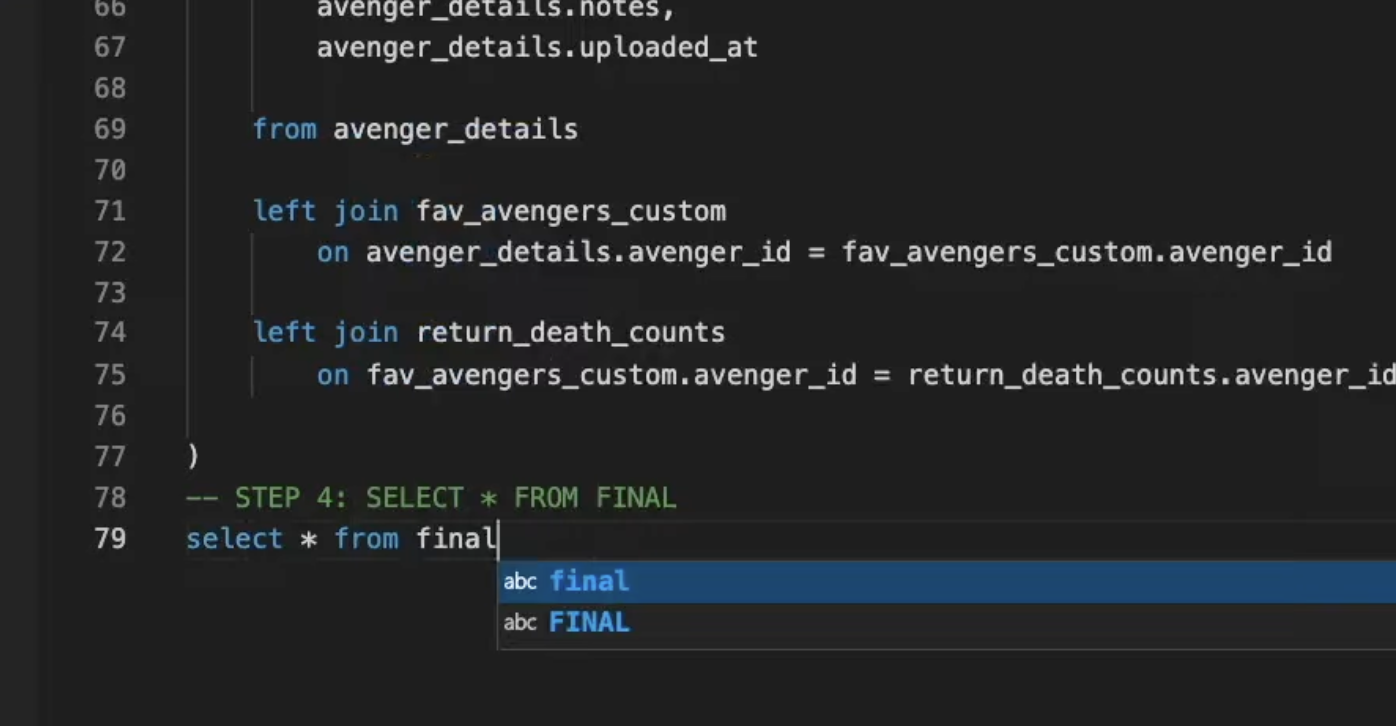 66 avenger_details.notes,
67 avenger_details.uploaded_at
68
69 from avenger_details
70
71 left join fav_avengers_custom
72 on avenger_details.avenger_id = fav_avengers_custom.avenger_id
73
74 left join return_death_counts
75 on fav_avengers_custom.avenger_id = return_death_counts.avenger_id
76
77 )
78 -- STEP 4: SELECT * FROM FINAL
79 select * from final
abc final
abc FINAL